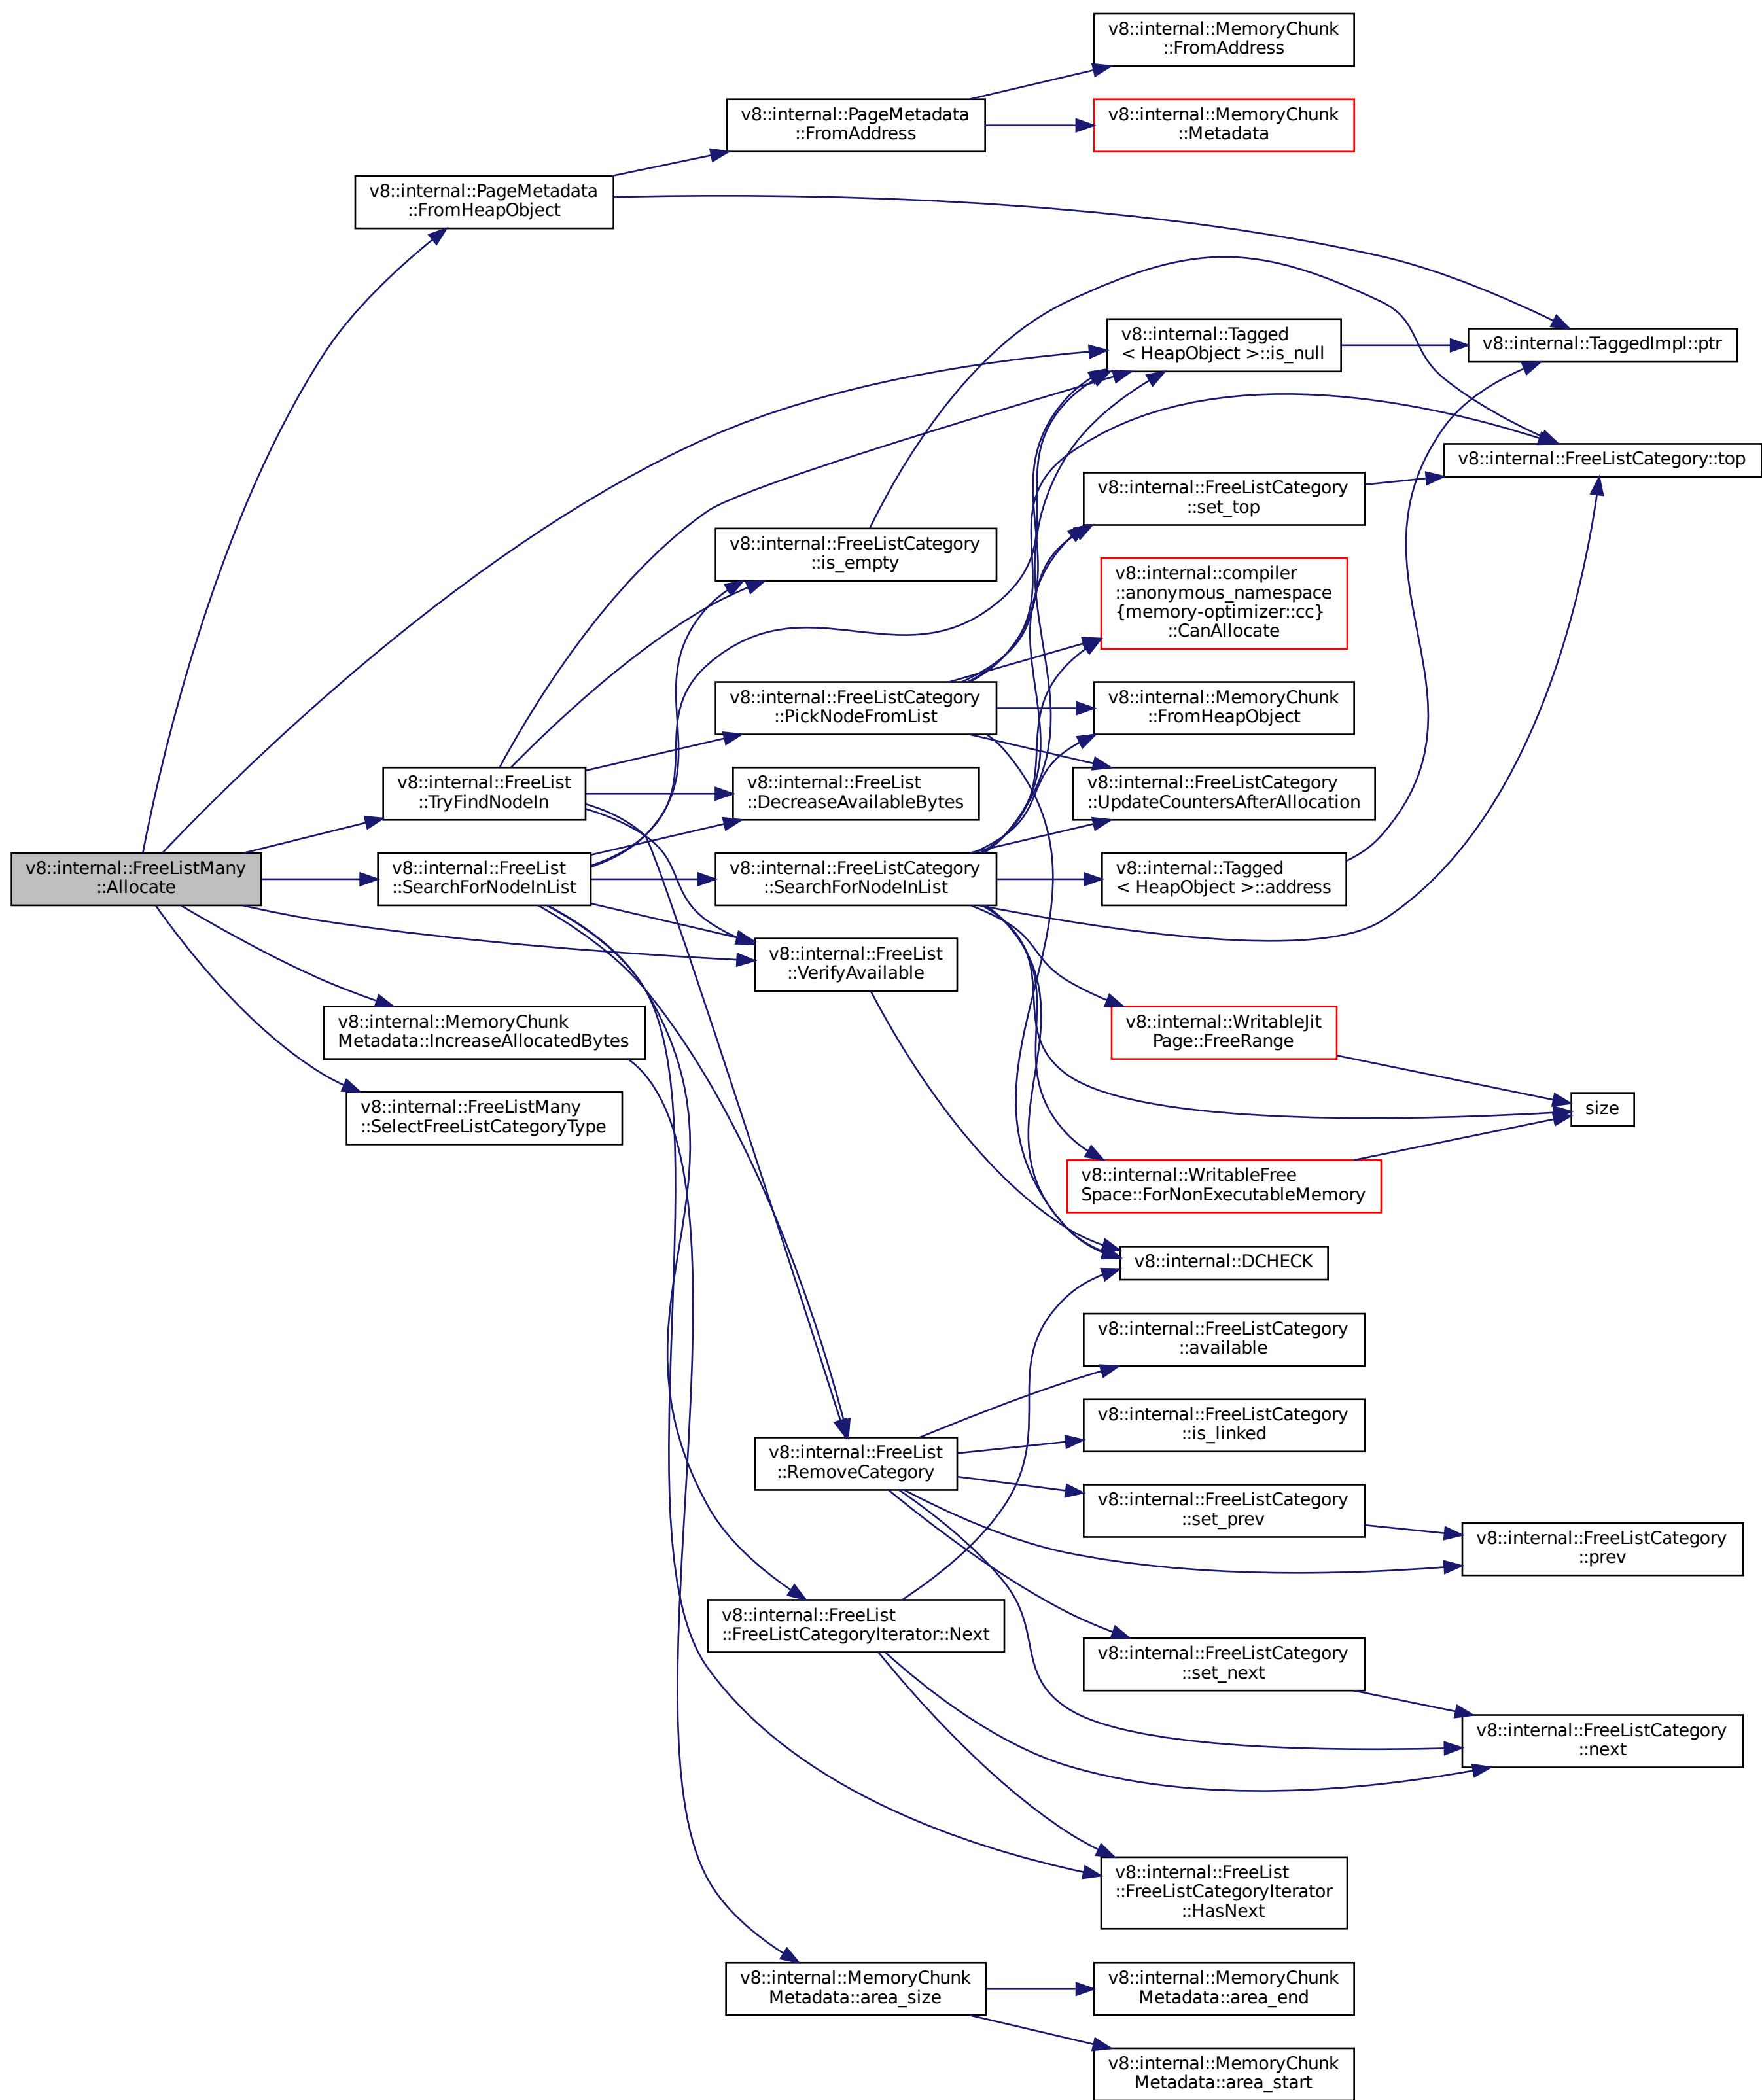 v8::internal::MemoryChunk
::FromAddress
v8::internal::PageMetadata
::FromAddress
v8::internal::MemoryChunk
::Metadata
v8::internal::PageMetadata
::FromHeapObject
v8::internal::Tagged
< HeapObject >::is_null
v8::internal::TaggedImpl::ptr
v8::internal::FreeListCategory::top
v8::internal::FreeListCategory
::set_top
v8::internal::FreeListCategory
::is_empty
v8::internal::compiler
::anonymous_namespace
{memory-optimizer::cc}
::CanAllocate
v8::internal::FreeListCategory
::PickNodeFromList
v8::internal::MemoryChunk
::FromHeapObject
v8::internal::FreeList
::TryFindNodeIn
v8::internal::FreeList
::DecreaseAvailableBytes
v8::internal::FreeListCategory
::UpdateCountersAfterAllocation
v8::internal::FreeListMany
::Allocate
v8::internal::FreeList
::SearchForNodeInList
v8::internal::FreeListCategory
::SearchForNodeInList
v8::internal::Tagged
< HeapObject >::address
v8::internal::FreeList
::VerifyAvailable
v8::internal::MemoryChunk
Metadata::IncreaseAllocatedBytes
v8::internal::WritableJit
Page::FreeRange
v8::internal::FreeListMany
::SelectFreeListCategoryType
size
v8::internal::WritableFree
Space::ForNonExecutableMemory
v8::internal::DCHECK
v8::internal::FreeListCategory
::available
v8::internal::FreeListCategory
::is_linked
v8::internal::FreeList
::RemoveCategory
v8::internal::FreeListCategory
::set_prev
v8::internal::FreeListCategory
::prev
v8::internal::FreeList
::FreeListCategoryIterator::Next
v8::internal::FreeListCategory
::set_next
v8::internal::FreeListCategory
::next
v8::internal::FreeList
::FreeListCategoryIterator
::HasNext
v8::internal::MemoryChunk
Metadata::area_size
v8::internal::MemoryChunk
Metadata::area_end
v8::internal::MemoryChunk
Metadata::area_start